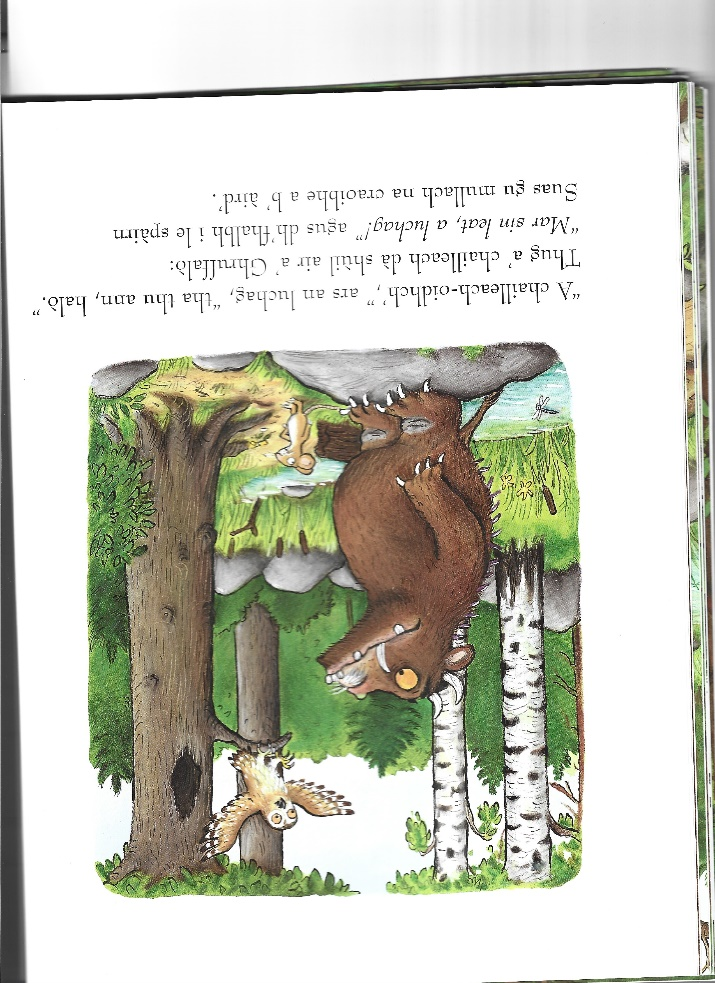 “A chailleach-oidhch’,” ars an luchag, “tha thu ann, halò.”
Thug a’ chailleach dà shùil air a’ Ghruffalò:
“Mar sin leat, a luchag!” agus dh’fhalbh i le spàirn
Suas gu mullach na craoibhe a b’ àird’.